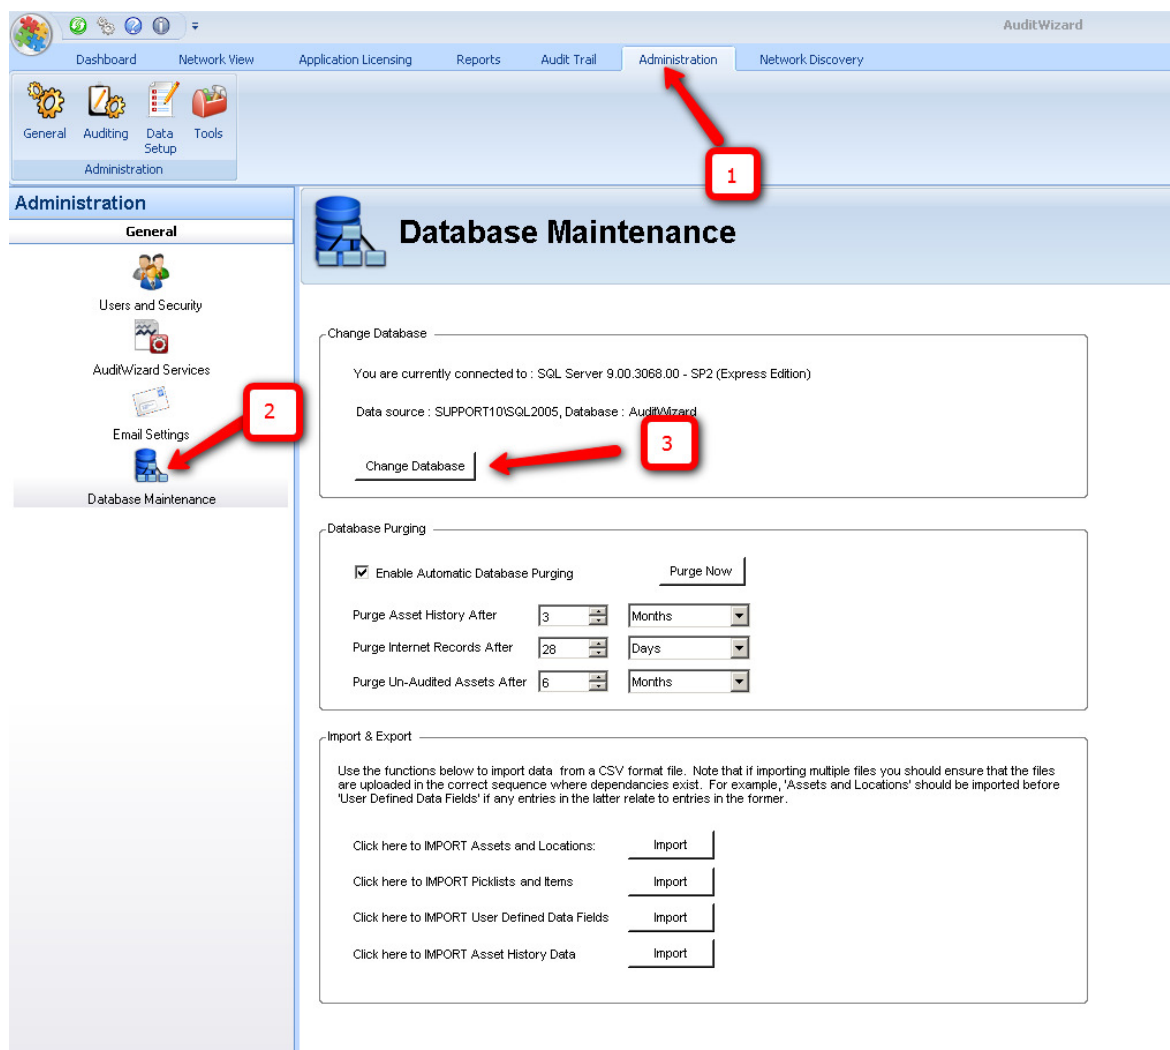 AuditWizard
Dashboard Network View Application Licensing Reports Audit Trail Administration Network Discovery
General Auditing Data Setup Tools
Administration
1
Administration
General
Users and Security
AuditWizard Services
Email Settings
2
Database Maintenance
Database Maintenance
Change Database
You are currently connected to : SQL Server 9.00.3068.00 - SP2 (Express Edition)
Data source : SUPPORT10\SQL2005, Database : AuditWizard
3
Change Database
Database Purging
Enable Automatic Database Purging Purge Now
Purge Asset History After 3 Months
Purge Internet Records After 28 Days
Purge Un-Audited Assets After 6 Months
Import & Export
Use the functions below to import data from a CSV format file. Note that if importing multiple files you should ensure that the files
are uploaded in the correct sequence where dependancies exist. For example, 'Assets and Locations' should be imported before
'User Defined Data Fields' if any entries in the latter relate to entries in the former.
Click here to IMPORT Assets and Locations: Import
Click here to IMPORT Picklists and Items Import
Click here to IMPORT User Defined Data Fields Import
Click here to IMPORT Asset History Data Import